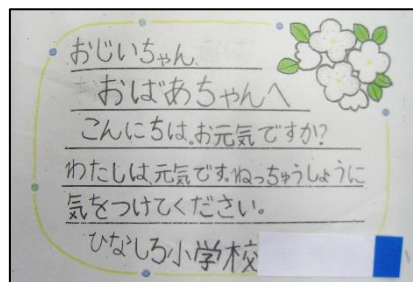 おじいちゃん、
おばあちゃんへ
こんにちは。お元気ですか?
わたしは、元気です。ねっちゅうしょうに
気をつけてください。
ひなしろ小学校